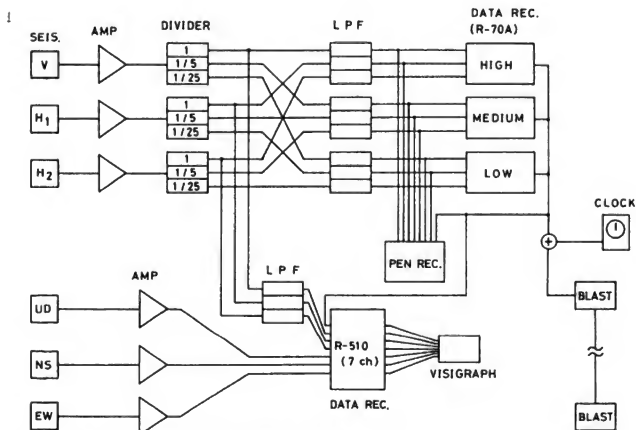 SEIS.
AMP
DIVIDER
LPF
DATA REC.
(R-70A)
V
1
1/5
1/25
HIGH
H1
1
1/5
1/25
MEDIUM
H2
1
1/5
1/25
LOW
CLOCK
PEN REC.
LPF
AMP
BLAST
UD
NS
R-510
(7 ch)
VISIGRAPH
DATA REC.
EW
BLAST